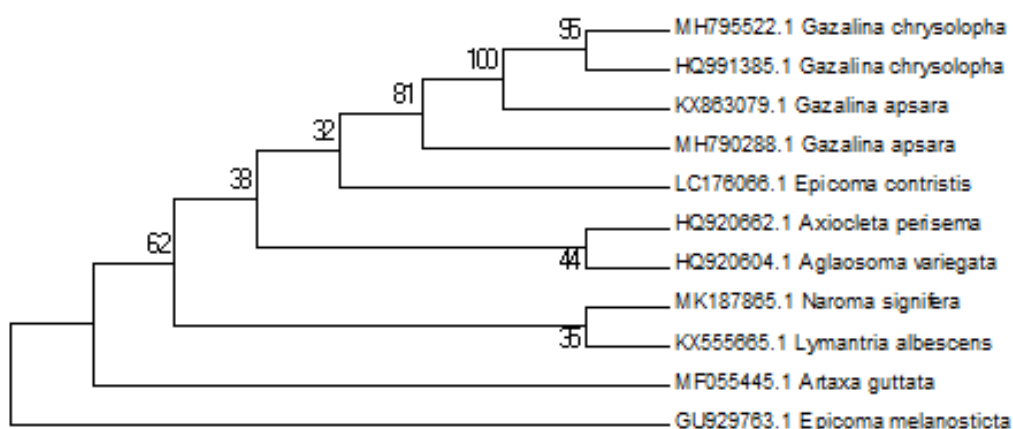 95
MH795522.1 Gazalina chrysolopha
100
HQ991385.1 Gazalina chrysolopha
81
KX863079.1 Gazalina apsara
32
MH790288.1 Gazalina apsara
38
LC176066.1 Epicoma contristis
62
HQ920662.1 Axiocleta perisema
44
HQ920604.1 Aglaosoma variegata
MK187865.1 Naroma signifera
35
KX555665.1 Lymantria albescens
MF055445.1 Artaxa guttata
GU929763.1 Epicoma melanosticta